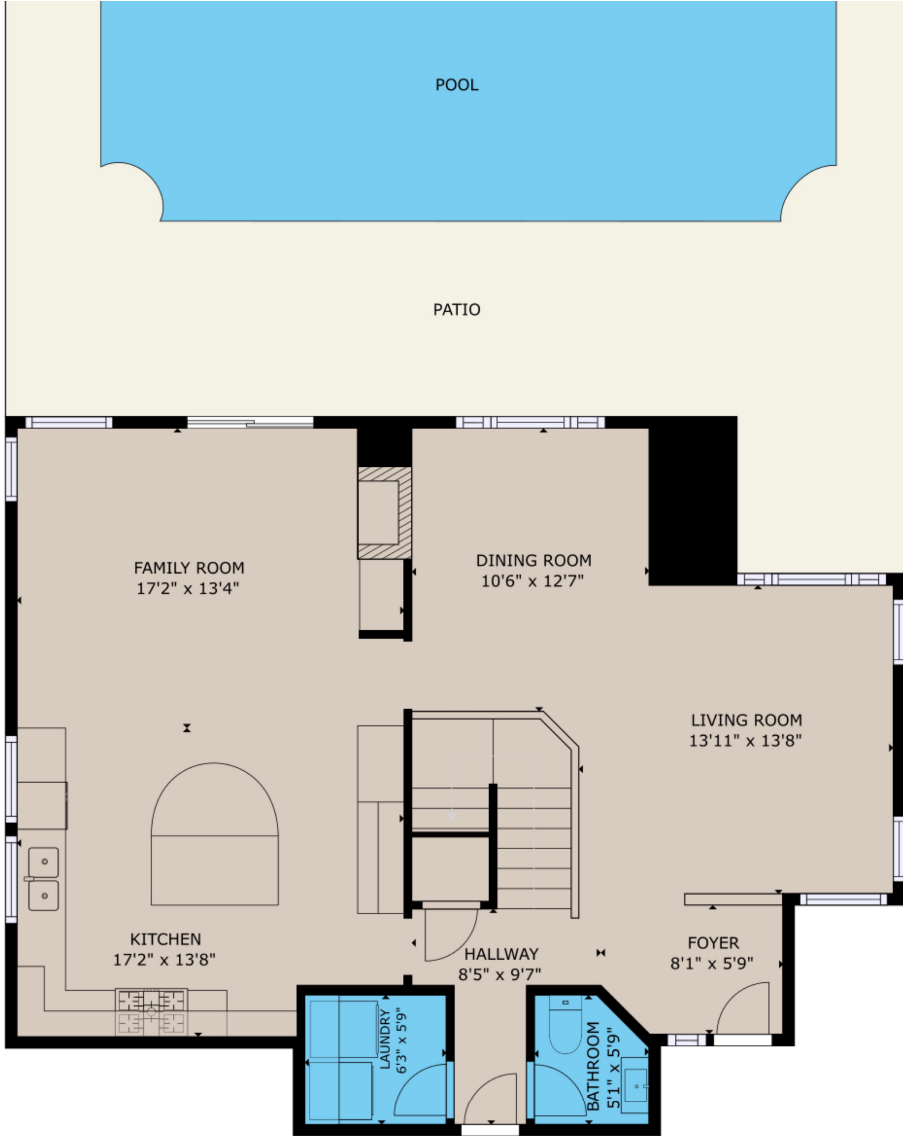 POOL
PATIO
FAMILY ROOM
17'2" x 13'4"
DINING ROOM
10'6" x 12'7"
LIVING ROOM
13'11" x 13'8"
KITCHEN
17'2" x 13'8"
HALLWAY
8'5" x 9'7"
FOYER
8'1" x 5'9"
LAUNDRY
6'3" x 5'9"
BATHROOM
5'1" x 5'9"